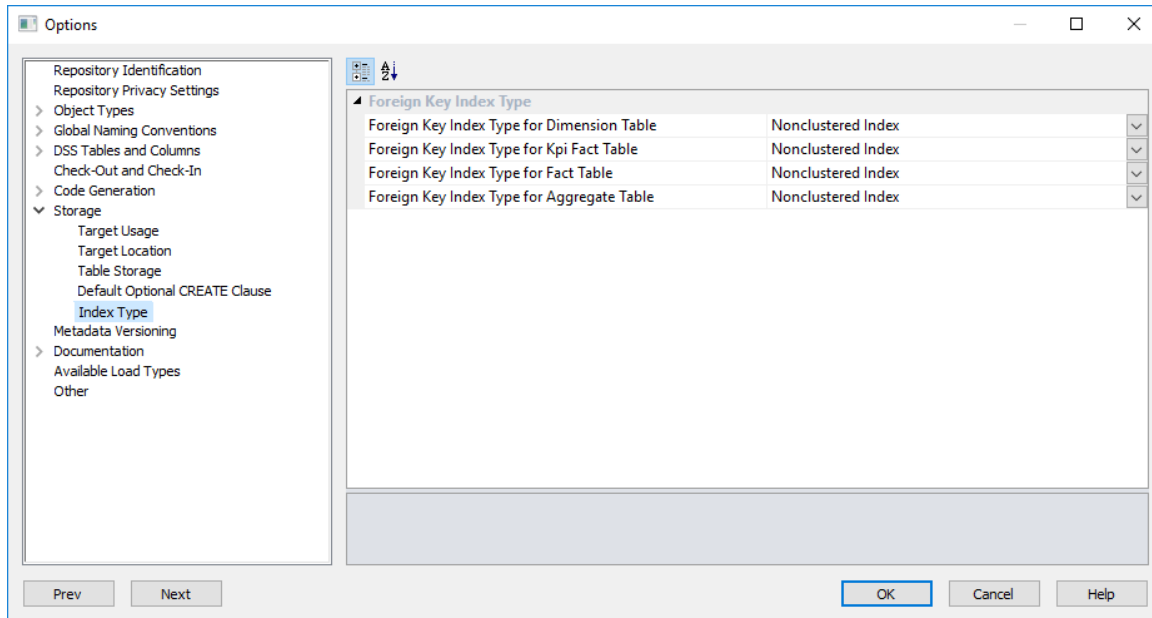 Options
Repository Identification
Repository Privacy Settings
Object Types
Global Naming Conventions
DSS Tables and Columns
Check-Out and Check-In
Code Generation
Storage
Target Usage
Target Location
Table Storage
Default Optional CREATE Clause
Index Type
Metadata Versioning
Documentation
Available Load Types
Other
Foreign Key Index Type
Foreign Key Index Type for Dimension Table Nonclustered Index
Foreign Key Index Type for Kpi Fact Table Nonclustered Index
Foreign Key Index Type for Fact Table Nonclustered Index
Foreign Key Index Type for Aggregate Table Nonclustered Index
Prev Next OK Cancel Help